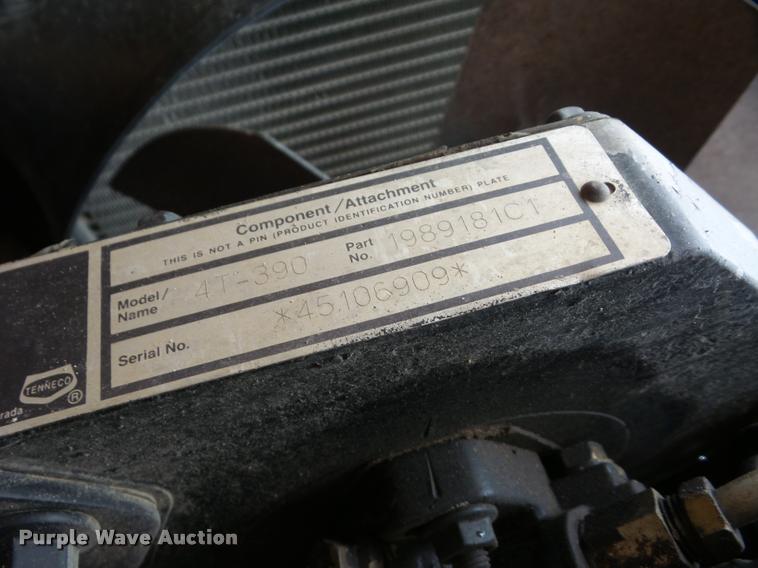 Component/Attachment
THIS IS NOT A PIN (PRODUCT IDENTIFICATION NUMBER) PLATE
Model/Name 4T-390 Part No. 1989181C1
Serial No. *45106909*
TENNECO ®
rada
Purple Wave Auction